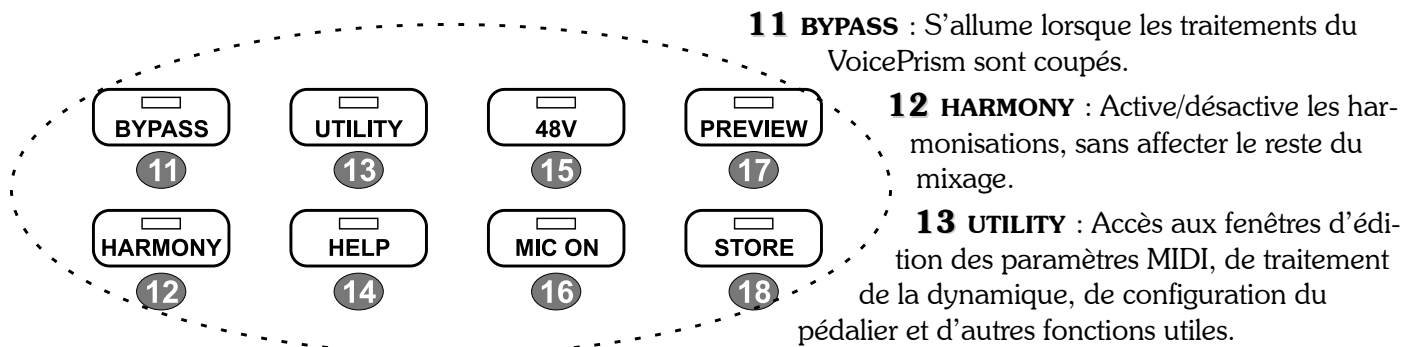 11 BYPASS : S'allume lorsque les traitements du
VoicePrism sont coupés.
12 HARMONY : Active/désactive les har-
monisations, sans affecter le reste du
mixage.
13 UTILITY : Accès aux fenêtres d'édi-
tion des paramètres MIDI, de traitement
de la dynamique, de configuration du
pédalier et d'autres fonctions utiles.
BYPASS UTILITY 48V PREVIEW
11 13 15 17
HARMONY HELP MIC ON STORE
12 14 16 18